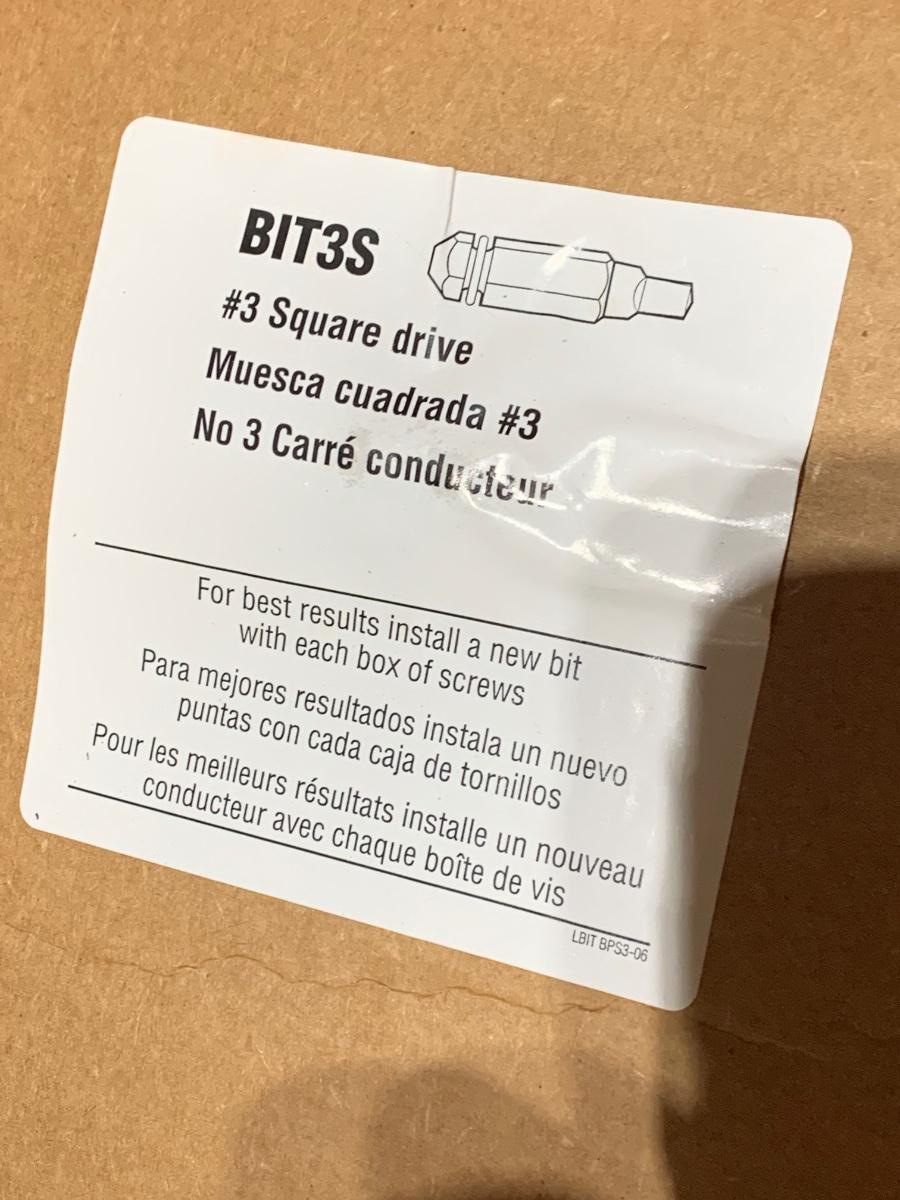 BIT3S
#3 Square drive
Muesca cuadrada #3
No 3 Carré conducteur
For best results install a new bit
with each box of screws
Para mejores resultados instala un nuevo
puntas con cada caja de tornillos
Pour les meilleurs résultats installe un nouveau
conducteur avec chaque boîte de vis
LBIT BPS3-06